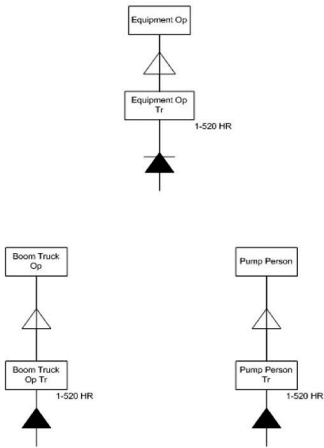 Equipment Op
Equipment Op
Tr
1-520 HR
Boom Truck
Op
Pump Person
Boom Truck
Op Tr
1-520 HR
Pump Person
Tr
1-520 HR